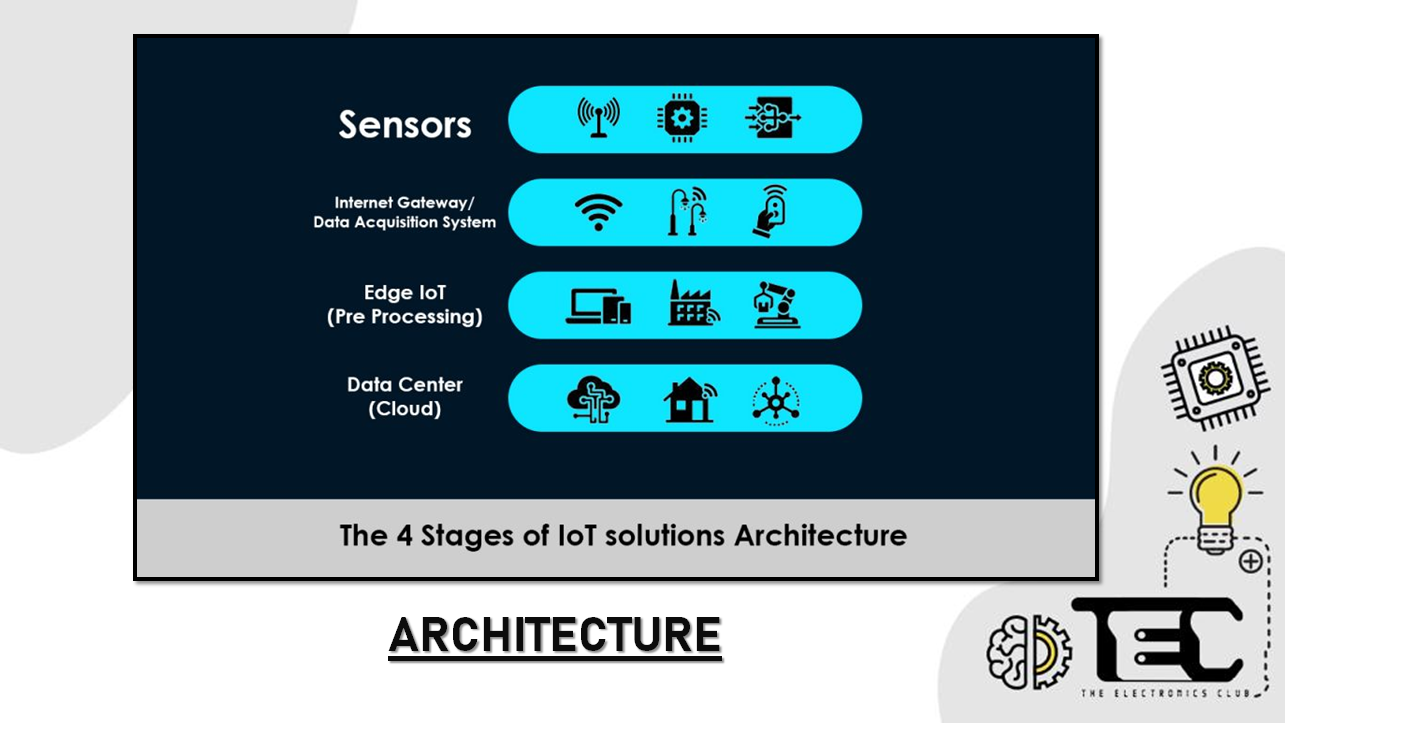 Sensors
Internet Gateway/
Data Acquisition System
Edge IoT
(Pre Processing)
Data Center
(Cloud)
The 4 Stages of IoT solutions Architecture
ARCHITECTURE
TEC
THE ELECTRONICS CLUB